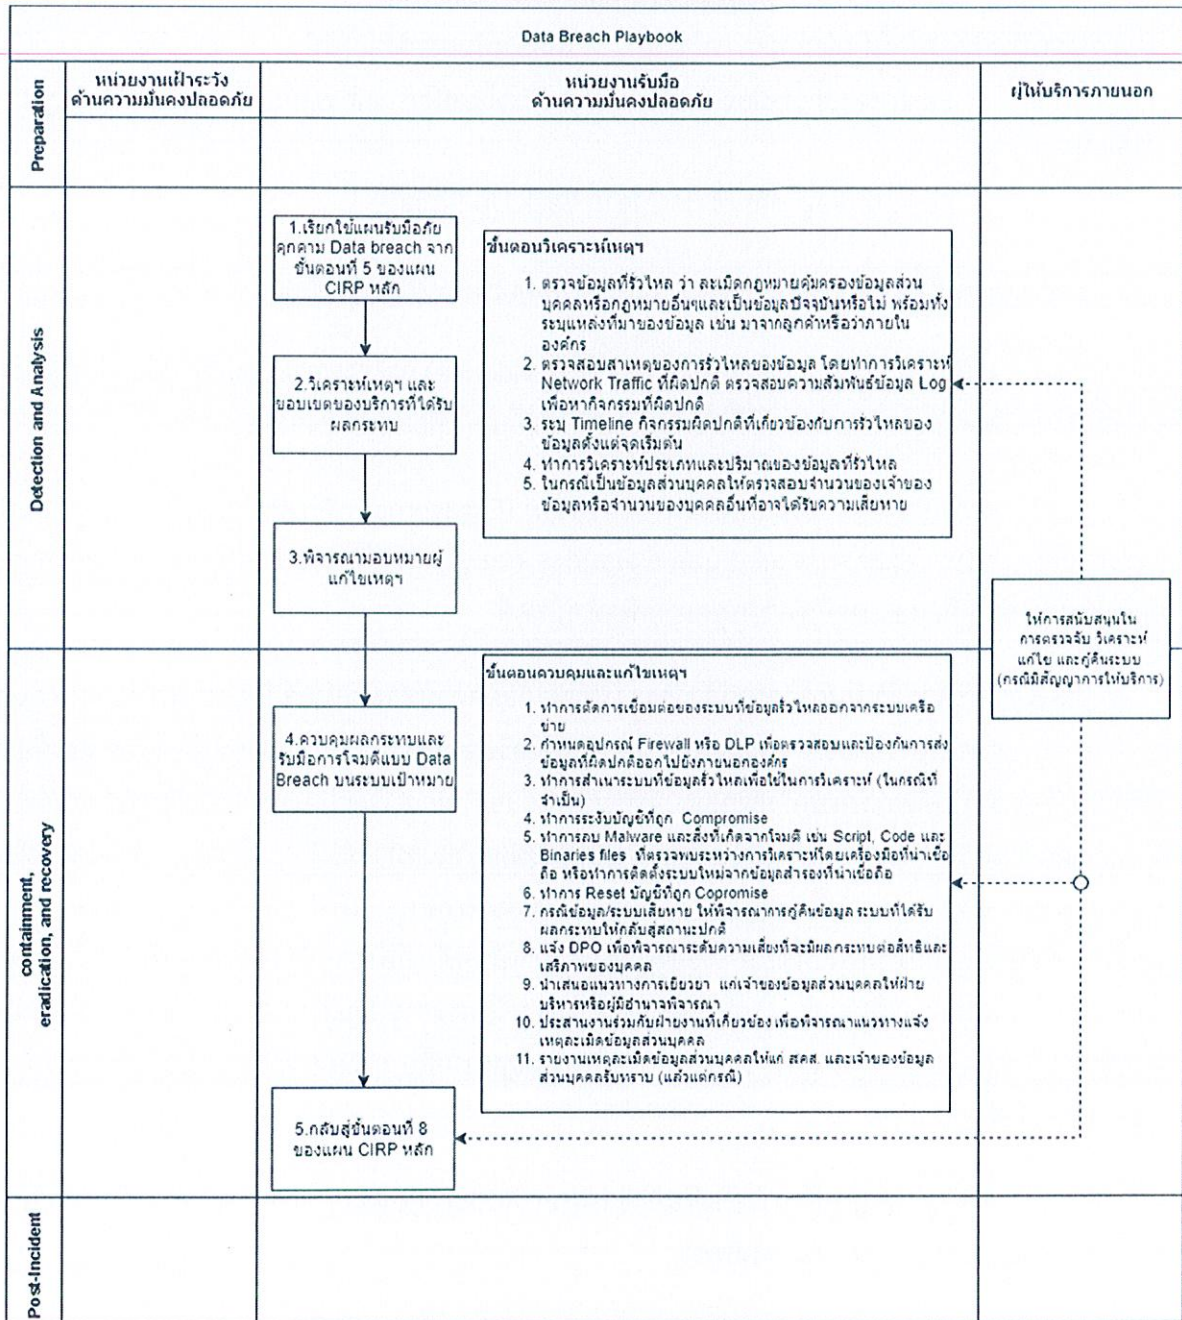 Data Breach Playbook
Preparation
หน่วยงานเฝ้าระวัง
ด้านความมั่นคงปลอดภัย
หน่วยงานรับมือ
ด้านความมั่นคงปลอดภัย
ผู้ให้บริการภายนอก
Detection and Analysis
1.เรียกใช้แผนรับมือภัย
คุกคาม Data breach จาก
ขั้นตอนที่ 5 ของแผน
CIRP หลัก
2.วิเคราะห์เหตุฯ และ
ขอบเขตของบริการที่ได้รับ
ผลกระทบ
3.พิจารณามอบหมายผู้
แก้ไขเหตุฯ
ขั้นตอนวิเคราะห์เหตุฯ
1. ตรวจข้อมูลที่รั่วไหล ว่า ละเมิดกฎหมายคุ้มครองข้อมูลส่วน
บุคคลหรือกฎหมายอื่นๆและเป็นข้อมูลปัจจุบันหรือไม่ พร้อมทั้ง
ระบุแหล่งที่มาของข้อมูล เช่น มาจากลูกค้าหรือว่าภายใน
องค์กร
2. ตรวจสอบสาเหตุของการรั่วไหลของข้อมูล โดยทำการวิเคราะห์
Network Traffic ที่ผิดปกติ ตรวจสอบความสัมพันธ์ข้อมูล Log
เพื่อหากิจกรรมที่ผิดปกติ
3. ระบุ Timeline กิจกรรมผิดปกติที่เกี่ยวข้องกับการรั่วไหลของ
ข้อมูลตั้งแต่จุดเริ่มต้น
4. ทำการวิเคราะห์ประเภทและปริมาณของข้อมูลที่รั่วไหล
5. ในกรณีเป็นข้อมูลส่วนบุคคลให้ตรวจสอบจำนวนของเจ้าของ
ข้อมูลหรือจำนวนของบุคคลอื่นที่อาจได้รับความเสียหาย
ให้การสนับสนุนใน
การตรวจจับ วิเคราะห์
แก้ไข และกู้คืนระบบ
(กรณีมีสัญญาการให้บริการ)
containment,
eradication, and recovery
4.ควบคุมผลกระทบและ
รับมือการโจมตีแบบ Data
Breach บนระบบเป้าหมาย
ขั้นตอนควบคุมและแก้ไขเหตุฯ
1. ทำการตัดการเชื่อมต่อของระบบที่ข้อมูลรั่วไหลออกจากระบบเครือ
ข่าย
2. กำหนดอุปกรณ์ Firewall หรือ DLP เพื่อตรวจสอบและป้องกันการส่ง
ข้อมูลที่ผิดปกติออกไปยังภายนอกองค์กร
3. ทำการสำเนาระบบที่ข้อมูลรั่วไหลเพื่อใช้ในการวิเคราะห์ (ในกรณีที่
จำเป็น)
4. ทำการระงับบัญชีที่ถูก Compromise
5. ทำการลบ Malware และสิ่งที่เกิดจากโจมตี เช่น Script, Code และ
Binaries files ที่ตรวจพบระหว่างการวิเคราะห์โดยเครื่องมือที่น่าเชื่อ
ถือ หรือทำการติดตั้งระบบใหม่จากข้อมูลสำรองที่น่าเชื่อถือ
6. ทำการ Reset บัญชีที่ถูก Copromise
7. กรณีข้อมูล/ระบบเสียหาย ให้พิจารณาการกู้คืนข้อมูล ระบบที่ได้รับ
ผลกระทบให้กลับสู่สถานะปกติ
8. แจ้ง DPO เพื่อพิจารณาระดับความเสี่ยงที่จะมีผลกระทบต่อสิทธิและ
เสรีภาพของบุคคล
9. นำเสนอแนวทางการเยียวยา แก่เจ้าของข้อมูลส่วนบุคคลให้ฝ่าย
บริหารหรือผู้มีอำนาจพิจารณา
10. ประสานงานร่วมกับฝ่ายงานที่เกี่ยวข้อง เพื่อพิจารณาแนวทางแจ้ง
เหตุละเมิดข้อมูลส่วนบุคคล
11. รายงานเหตุละเมิดข้อมูลส่วนบุคคลให้แก่ สคส. และเจ้าของข้อมูล
ส่วนบุคคลรับทราบ (แล้วแต่กรณี)
5.กลับสู่ขั้นตอนที่ 8
ของแผน CIRP หลัก
Post-Incident